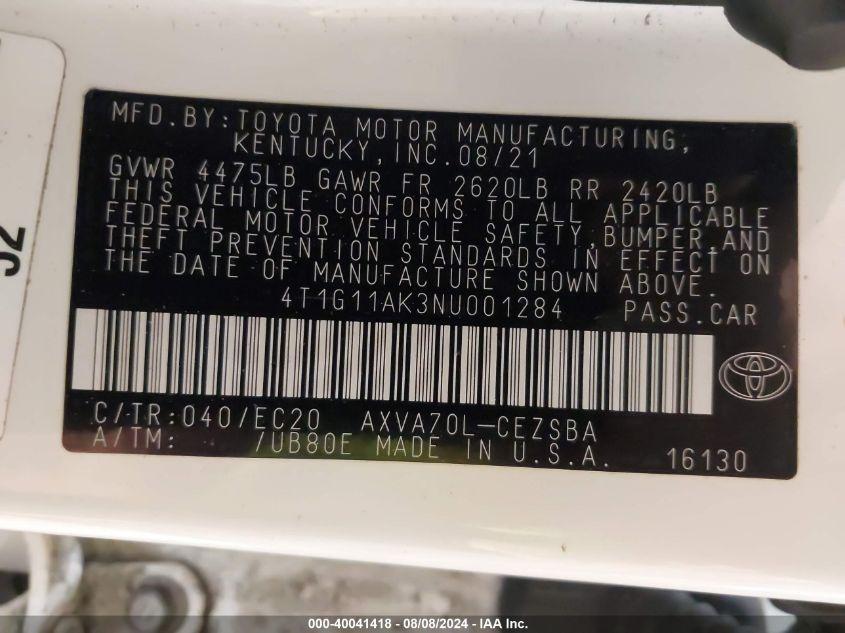 MFD.BY:TOYOTA MOTOR MANUFACTURING,
KENTUCKY,INC.08/21
GVWR 4475LB GAWR FR 2620LB RR 2420LB
THIS VEHICLE CONFORMS TO ALL APPLICABLE
FEDERAL MOTOR VEHICLE SAFETY,BUMPER,AND
THEFT PREVENTION STANDARDS IN EFFECT ON
THE DATE OF MANUFACTURE SHOWN ABOVE.
4T1G11AK3NU001284 PASS.CAR
C/TR:040/EC20 AXVA70L-CEZSBA
A/TM: /UB80E MADE IN U.S.A. 16130
000-40041418 - 08/08/2024 - IAA Inc.